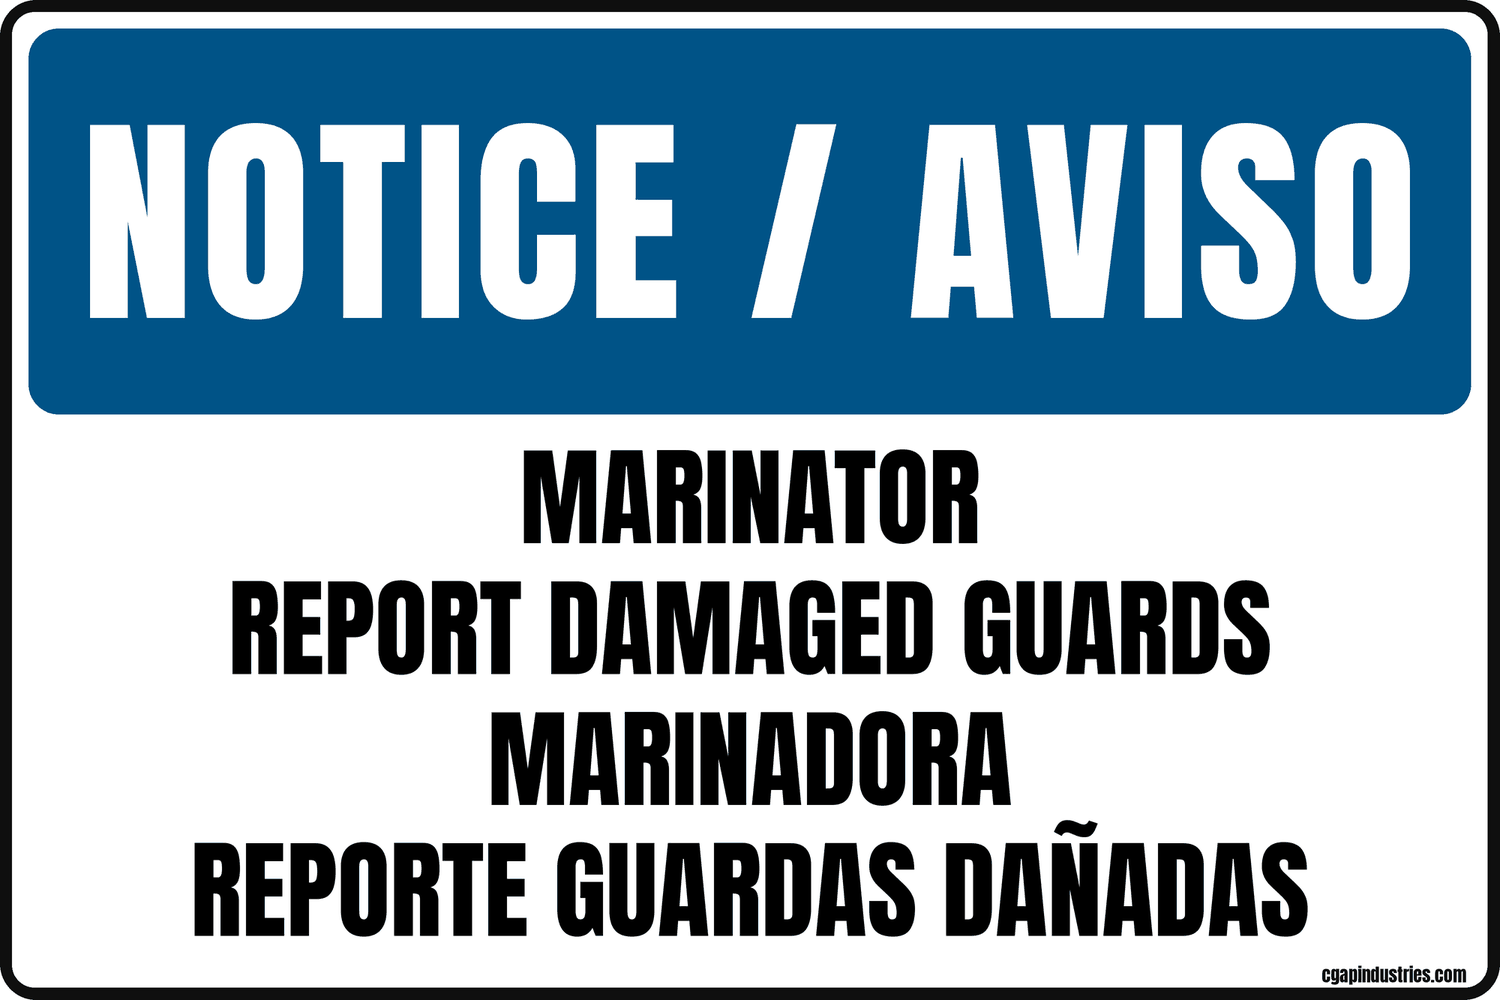 NOTICE / AVISO
MARINATOR
REPORT DAMAGED GUARDS
MARINADORA
REPORTE GUARDAS DAÑADAS
cgapindustries.com